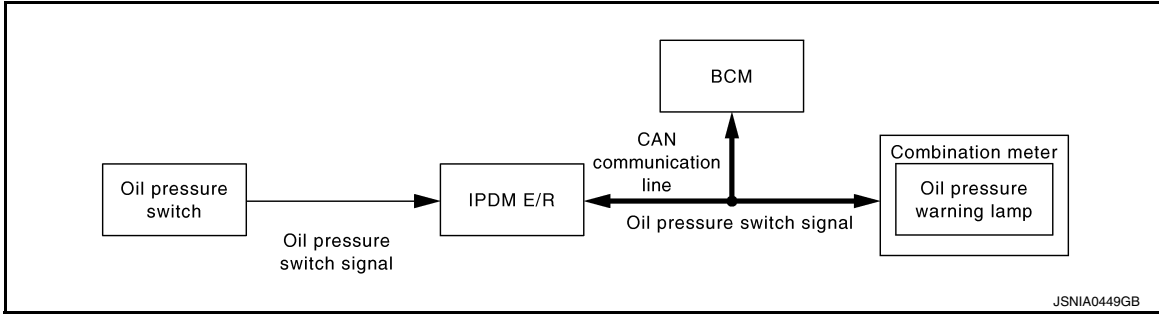 BCM
CAN
communication
line
Combination meter
Oil pressure
switch
IPDM E/R
Oil pressure
warning lamp
Oil pressure switch signal
Oil pressure
switch signal
JSNIA0449GB